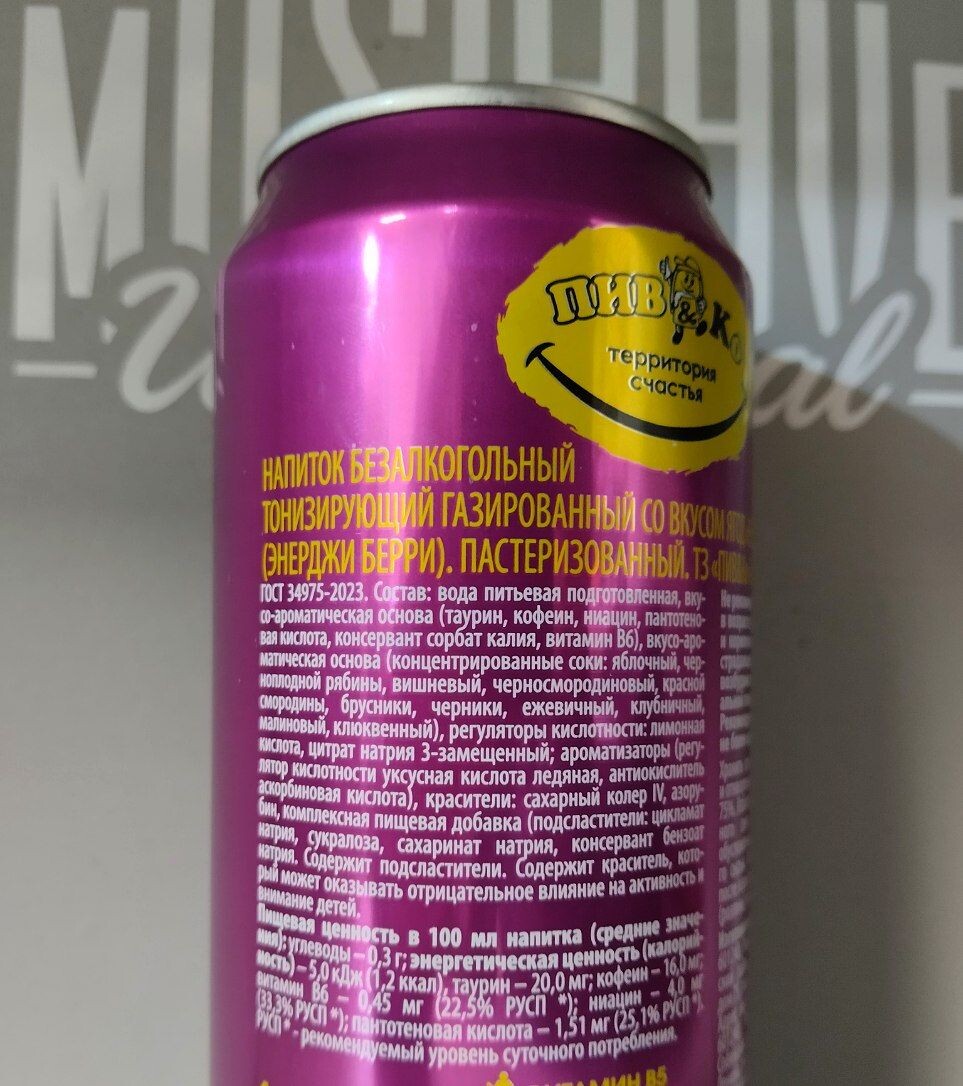 ПИВ&К
территория
счастья
НАПИТОК БЕЗАЛКОГОЛЬНЫЙ
ТОНИЗИРУЮЩИЙ ГАЗИРОВАННЫЙ СО ВКУСОМ ЯГОД
(ЭНЕРДЖИ БЕРРИ). ПАСТЕРИЗОВАННЫЙ. ТЗ
ГОСТ 34975-2023. Состав: вода питьевая подготовленная, вку-
со-ароматическая основа (таурин, кофеин, ниацин, пантотено-
вая кислота, консервант сорбат калия, витамин В6), вкусо-аро-
матическая основа (концентрированные соки: яблочный, чер-
ноплодной рябины, вишневый, черносмородиновый, красной
смородины, брусники, черники, ежевичный, клубничный,
малиновый, клюквенный), регуляторы кислотности: лимонная
кислота, цитрат натрия 3-замещенный; ароматизаторы (регу-
лятор кислотности уксусная кислота ледяная, антиокислитель
аскорбиновая кислота), красители: сахарный колер IV, азору-
бин, комплексная пищевая добавка (подсластители: цикламат
натрия, сукралоза, сахаринат натрия, консервант бензоат
натрия. Содержит подсластители. Содержит краситель, кото-
рый может оказывать отрицательное влияние на активность и
внимание детей.
Пищевая ценность в 100 мл напитка (средние значе-
ния): углеводы – 0,3 г; энергетическая ценность (калорий-
ность) – 5,0 кДж (1,2 ккал), таурин – 20,0 мг; кофеин – 16,0 мг;
витамин В6 – 0,45 мг (22,5% РУСП *); ниацин – 4,0 мг
(33,3% РУСП *); пантотеновая кислота – 1,51 мг (25,1% РУСП *).
РУСП * - рекомендуемый уровень суточного потребления.
ВИТАМИН В5